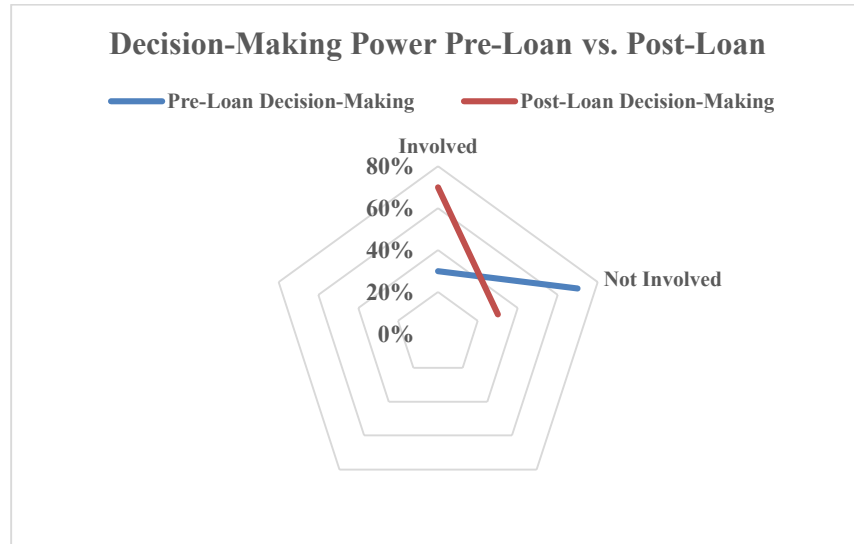 Decision-Making Power Pre-Loan vs. Post-Loan
Pre-Loan Decision-Making Post-Loan Decision-Making
Involved
80%
60%
40%
20%
0%
Not Involved